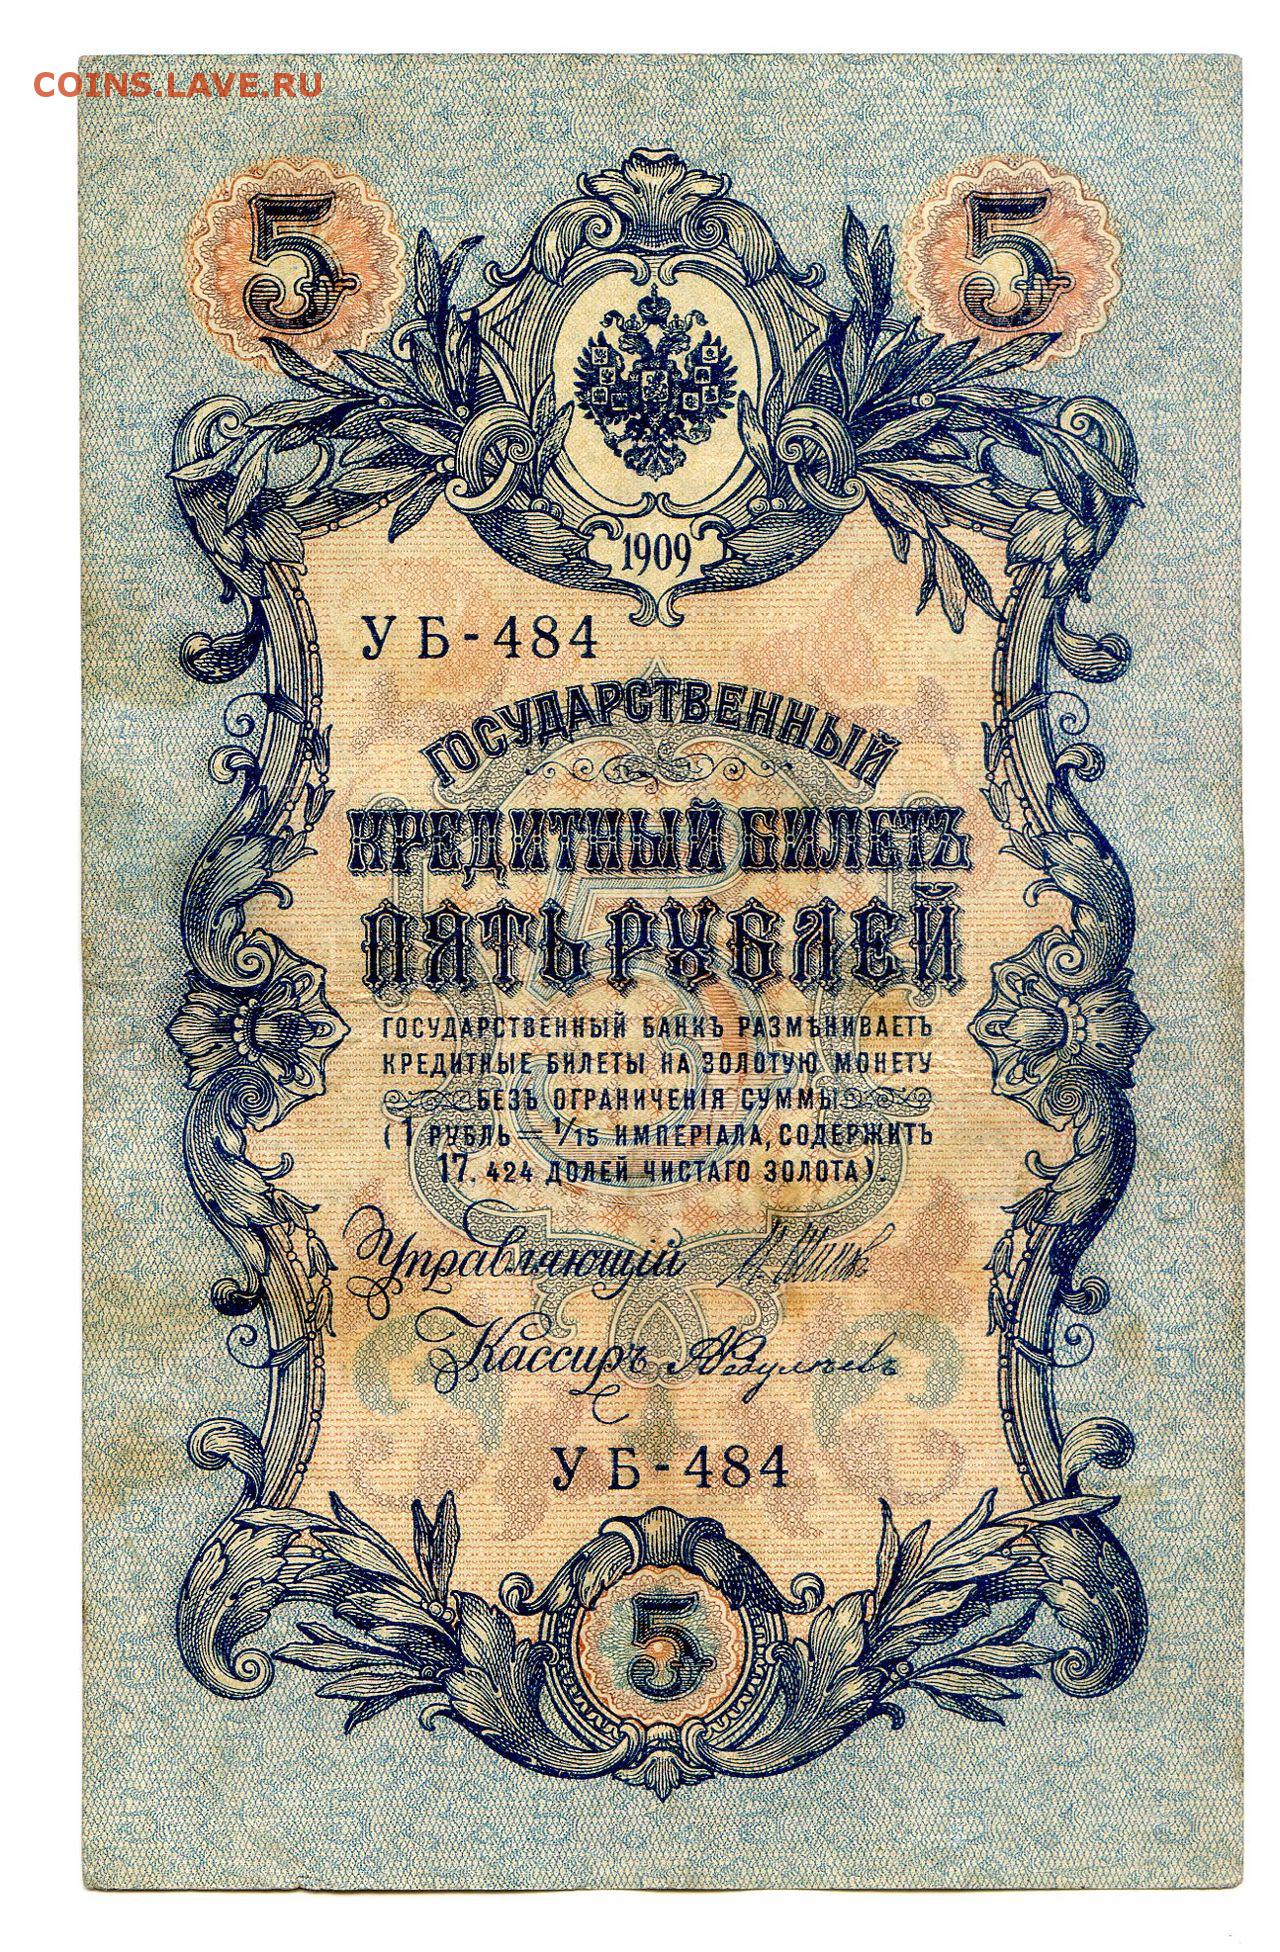 COINS.LAVE.RU
5 5
1909
УБ-484
ГОСУДАРСТВЕННЫЙ
КРЕДИТНЫЙ БИЛЕТЪ
ПЯТЬ РУБЛЕЙ
ГОСУДАРСТВЕННЫЙ БАНКЪ РАЗМѢНИВАЕТЪ
КРЕДИТНЫЕ БИЛЕТЫ НА ЗОЛОТУЮ МОНЕТУ
БЕЗЪ ОГРАНИЧЕНІЯ СУММЫ
(1 РУБЛЬ = 1/15 ИМПЕРІАЛА, СОДЕРЖИТЪ
17. 424 ДОЛЕЙ ЧИСТАГО ЗОЛОТА).
Управляющій И. Шипов
Кассиръ
УБ-484
5